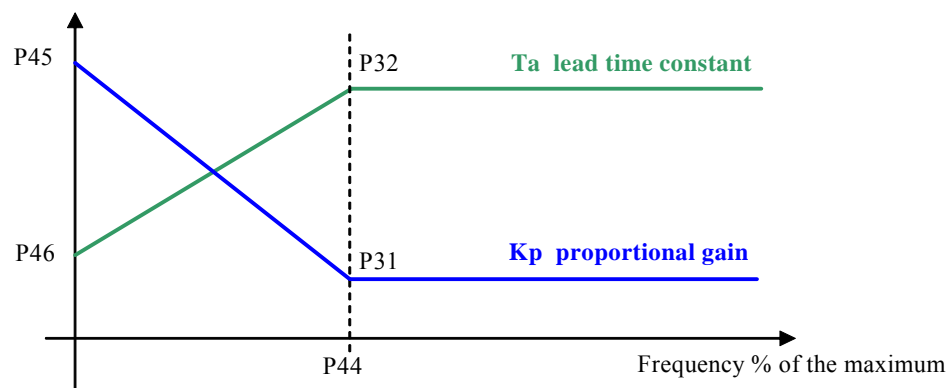 P45
P32
Ta lead time constant
P46
P31
Kp proportional gain
P44
Frequency % of the maximum